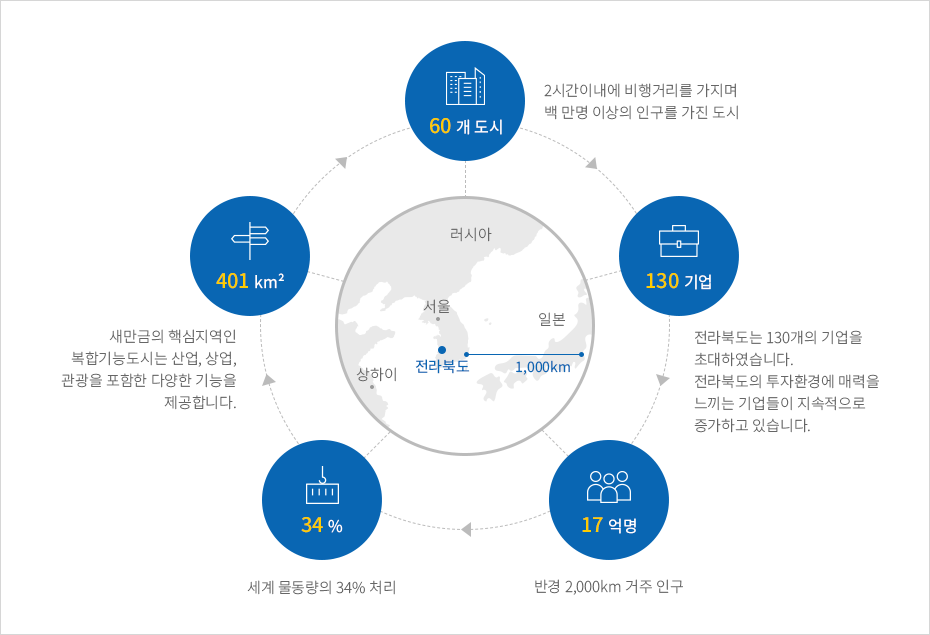 60 개 도시
2시간이내에 비행거리를 가지며
백 만명 이상의 인구를 가진 도시
401 km²
새만금의 핵심지역인
복합기능도시는 산업, 상업,
관광을 포함한 다양한 기능을
제공합니다.
러시아
서울
일본
전라북도
1,000km
상하이
130 기업
전라북도는 130개의 기업을
초대하였습니다.
전라북도의 투자환경에 매력을
느끼는 기업들이 지속적으로
증가하고 있습니다.
34 %
세계 물동량의 34% 처리
17 억명
반경 2,000km 거주 인구